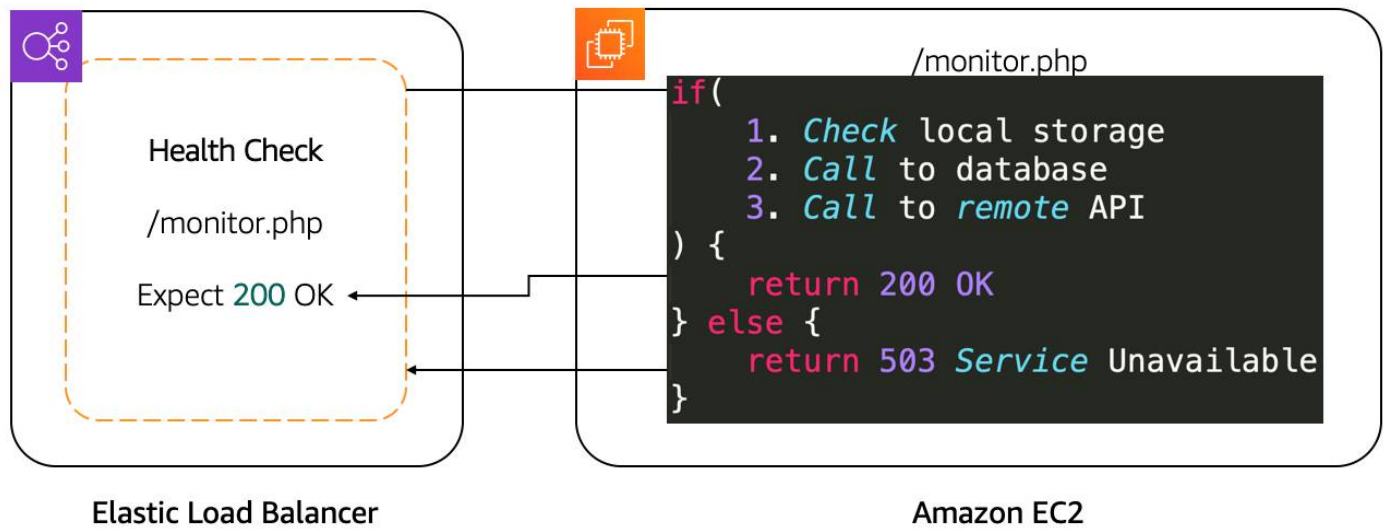 Health Check
/monitor.php
Expect 200 OK
Elastic Load Balancer
/monitor.php
if(
1. Check local storage
2. Call to database
3. Call to remote API
) {
return 200 OK
} else {
return 503 Service Unavailable
}
Amazon EC2